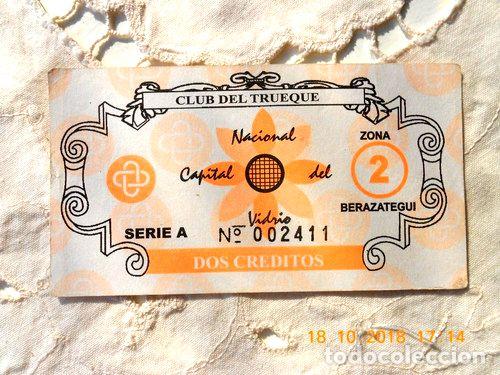 CLUB DEL TRUEQUE
Nacional
ZONA
Capital del
2
BERAZATEGUI
Vidrio
SERIE A Nº 002411
DOS CREDITOS
18 10 2018 17 14
todocoleccion